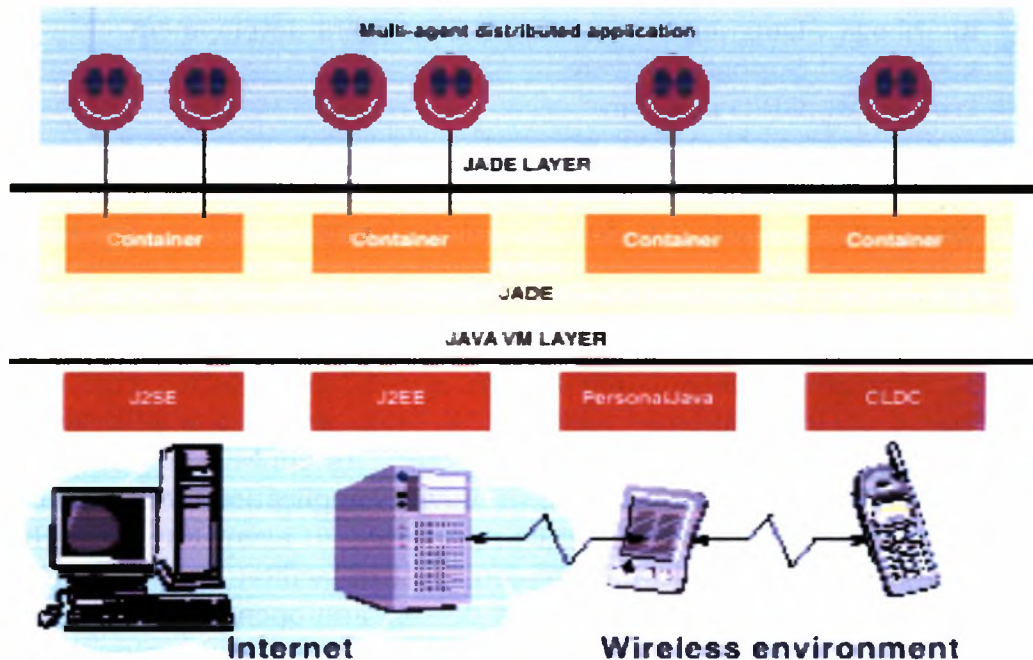 Multi-agent distributed application
JADE LAYER
Container Container Container Container
JADE
JAVA VM LAYER
J2SE J2EE PersonalJava CLDC
Internet Wireless environment